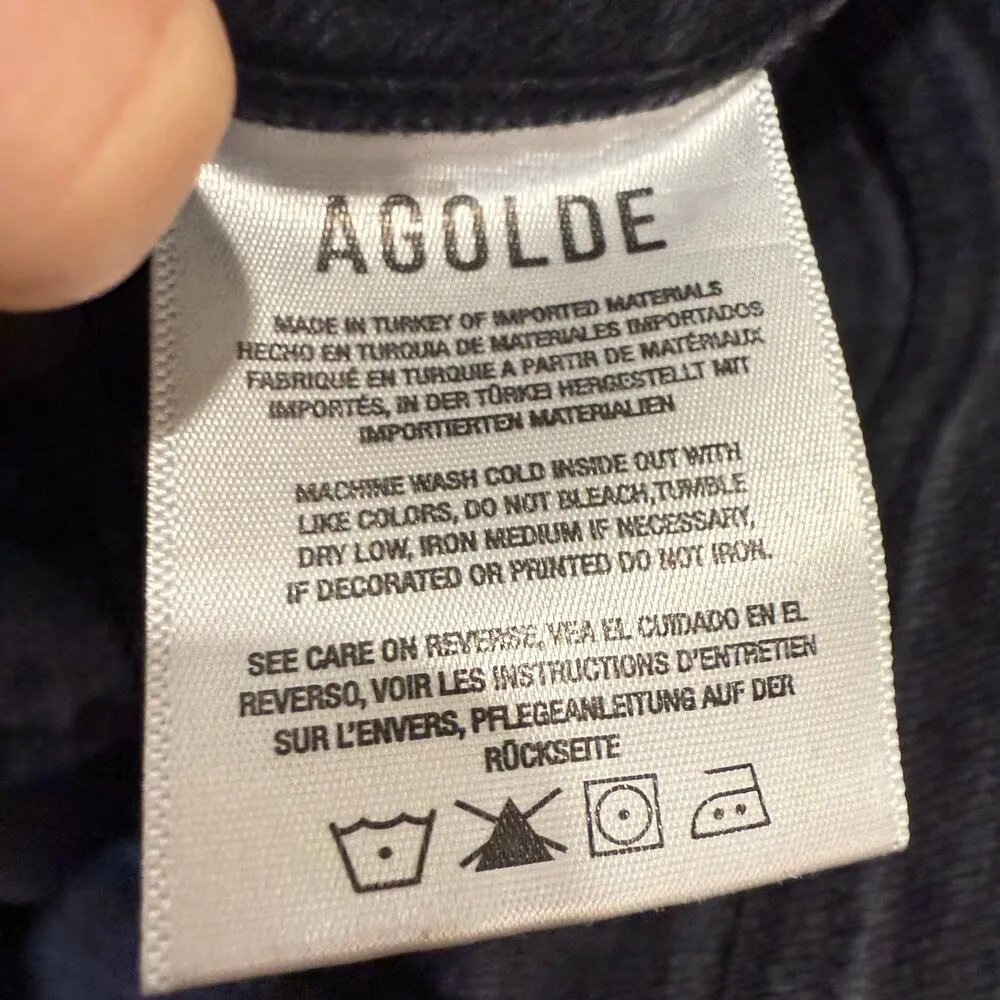 AGOLDE
MADE IN TURKEY OF IMPORTED MATERIALS
HECHO EN TURQUIA DE MATERIALES IMPORTADOS
FABRIQUÉ EN TURQUIE A PARTIR DE MATÉRIAUX
IMPORTÉS, IN DER TÜRKEI HERGESTELLT MIT
IMPORTIERTEN MATERIALIEN
MACHINE WASH COLD INSIDE OUT WITH
LIKE COLORS, DO NOT BLEACH,TUMBLE
DRY LOW, IRON MEDIUM IF NECESSARY,
IF DECORATED OR PRINTED DO NOT IRON.
SEE CARE ON REVERSE,VEA EL CUIDADO EN EL
REVERSO, VOIR LES INSTRUCTIONS D'ENTRETIEN
SUR L'ENVERS, PFLEGEANLEITUNG AUF DER
RÜCKSEITE